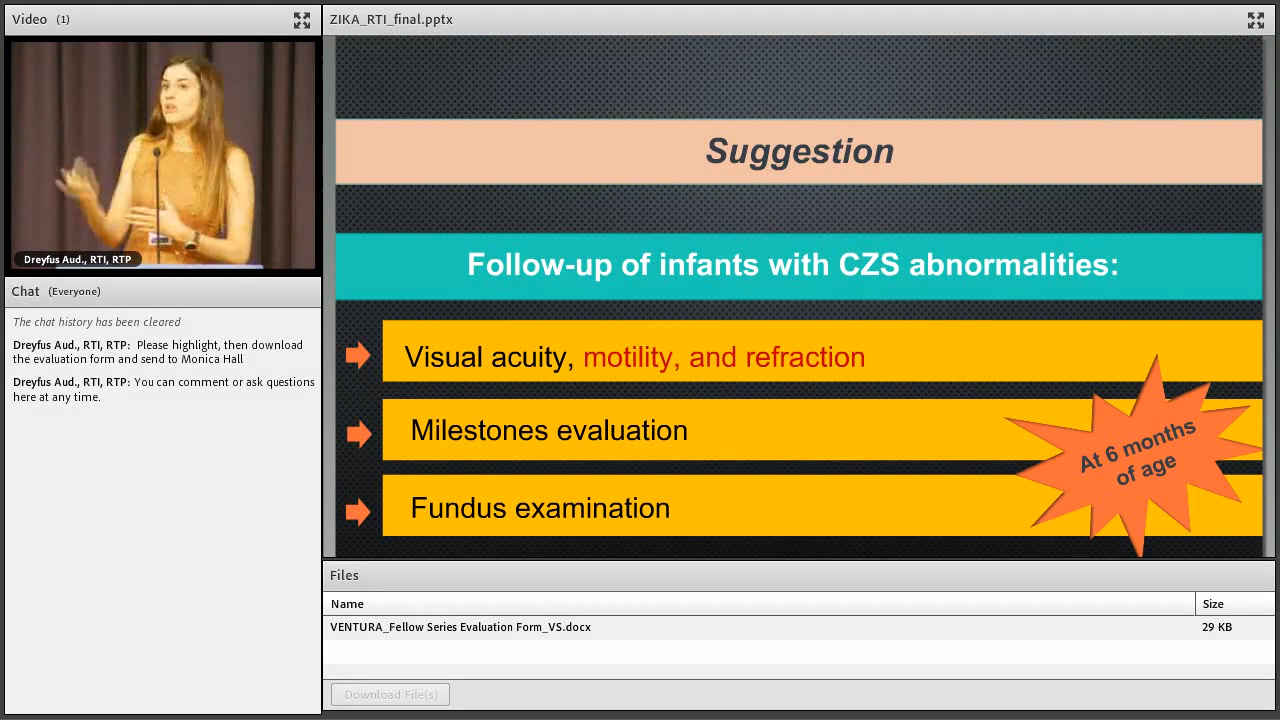 Video (1)
Dreyfus Aud., RTI, RTP
Chat (Everyone)
The chat history has been cleared
Dreyfus Aud., RTI, RTP: Please highlight, then download
the evaluation form and send to Monica Hall
Dreyfus Aud., RTI, RTP: You can comment or ask questions
here at any time.
ZIKA_RTI_final.pptx
Suggestion
Follow-up of infants with CZS abnormalities:
Visual acuity, motility, and refraction
Milestones evaluation
Fundus examination
At 6 months
of age
Files
Name Size
VENTURA_Fellow Series Evaluation Form_VS.docx 29 KB
Download File(s)